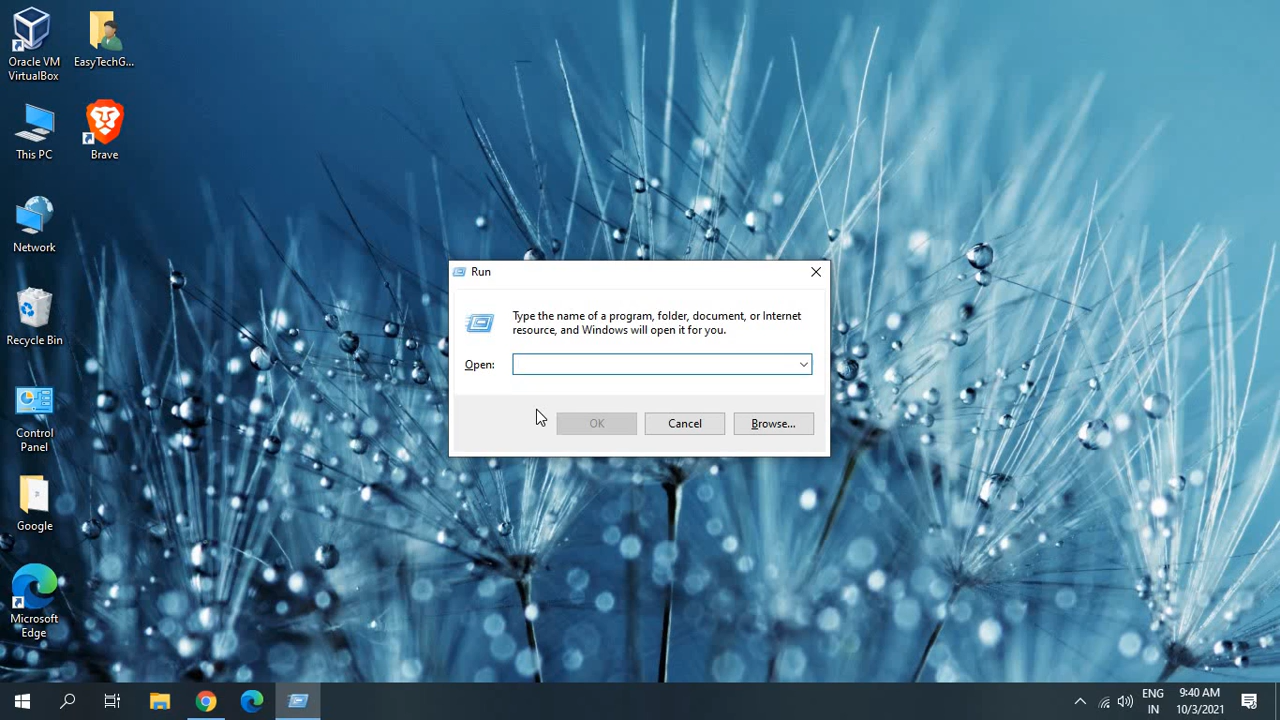 Oracle VM
VirtualBox
EasyTechG...
This PC
Brave
Network
Recycle Bin
Control
Panel
Google
Microsoft
Edge
Run
Type the name of a program, folder, document, or Internet
resource, and Windows will open it for you.
Open:
OK
Cancel
Browse...
ENG
IN
9:40 AM
10/3/2021